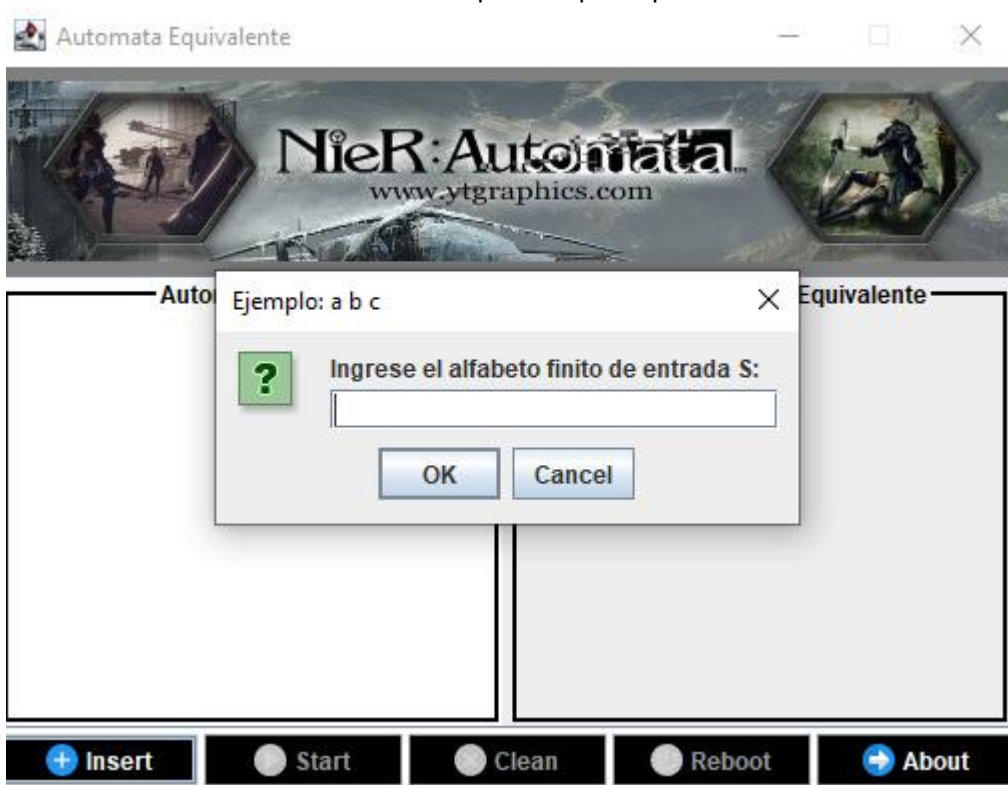 Automata Equivalente
NieR:Automata
www.ytgraphics.com
Auto
Equivalente
Ejemplo: a b c
Ingrese el alfabeto finito de entrada S:
OK
Cancel
Insert
Start
Clean
Reboot
About